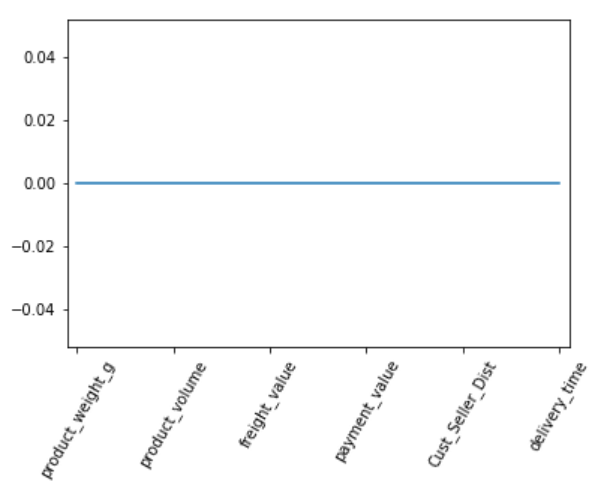 0.04
0.02
0.00
−0.02
−0.04
product_weight_g
product_volume
freight_value
payment_value
Cust_Seller_Dist
delivery_time